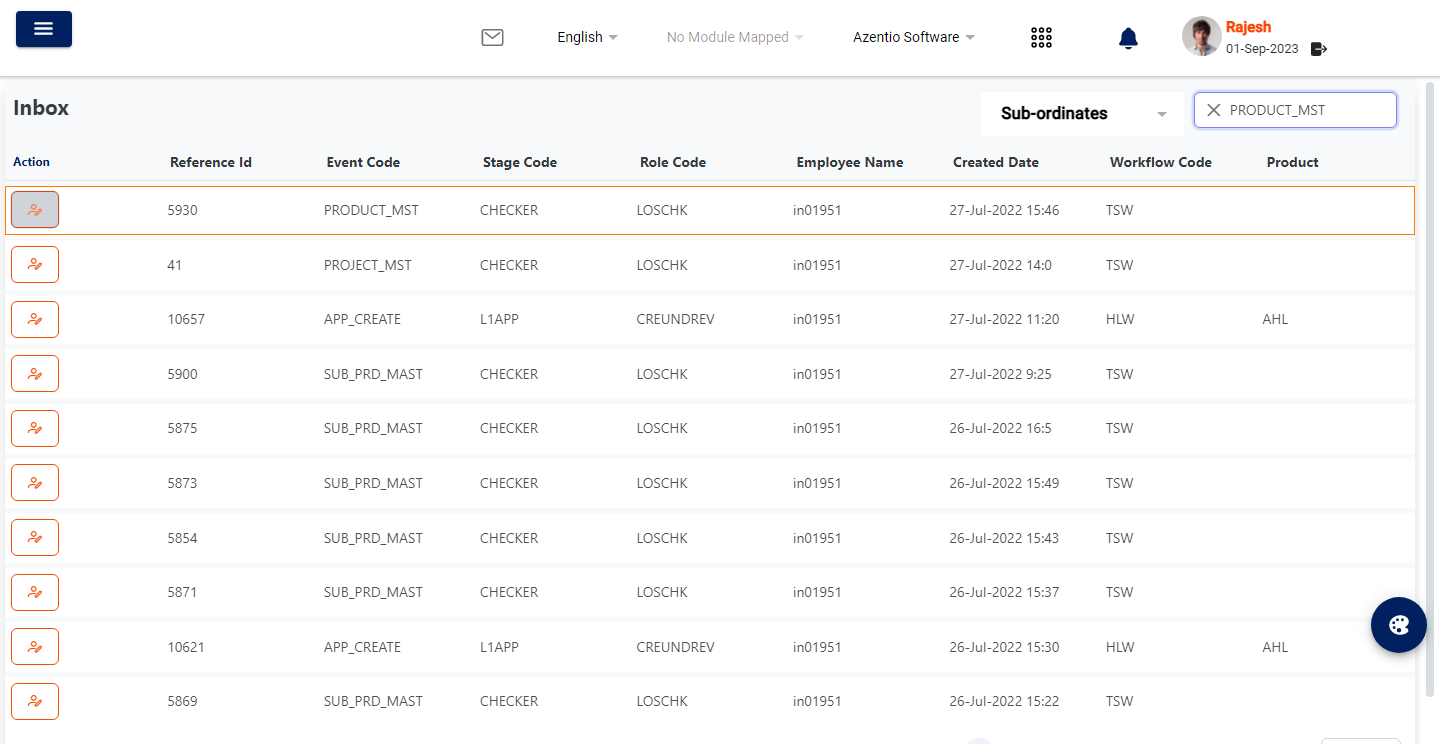 English
No Module Mapped
Azentio Software
Rajesh
01-Sep-2023
Inbox
Sub-ordinates
PRODUCT_MST
Action Reference Id Event Code Stage Code Role Code Employee Name Created Date Workflow Code Product
5930 PRODUCT_MST CHECKER LOSCHK in01951 27-Jul-2022 15:46 TSW
41 PROJECT_MST CHECKER LOSCHK in01951 27-Jul-2022 14:0 TSW
10657 APP_CREATE L1APP CREUNDREV in01951 27-Jul-2022 11:20 HLW AHL
5900 SUB_PRD_MAST CHECKER LOSCHK in01951 27-Jul-2022 9:25 TSW
5875 SUB_PRD_MAST CHECKER LOSCHK in01951 26-Jul-2022 16:5 TSW
5873 SUB_PRD_MAST CHECKER LOSCHK in01951 26-Jul-2022 15:49 TSW
5854 SUB_PRD_MAST CHECKER LOSCHK in01951 26-Jul-2022 15:43 TSW
5871 SUB_PRD_MAST CHECKER LOSCHK in01951 26-Jul-2022 15:37 TSW
10621 APP_CREATE L1APP CREUNDREV in01951 26-Jul-2022 15:30 HLW AHL
5869 SUB_PRD_MAST CHECKER LOSCHK in01951 26-Jul-2022 15:22 TSW